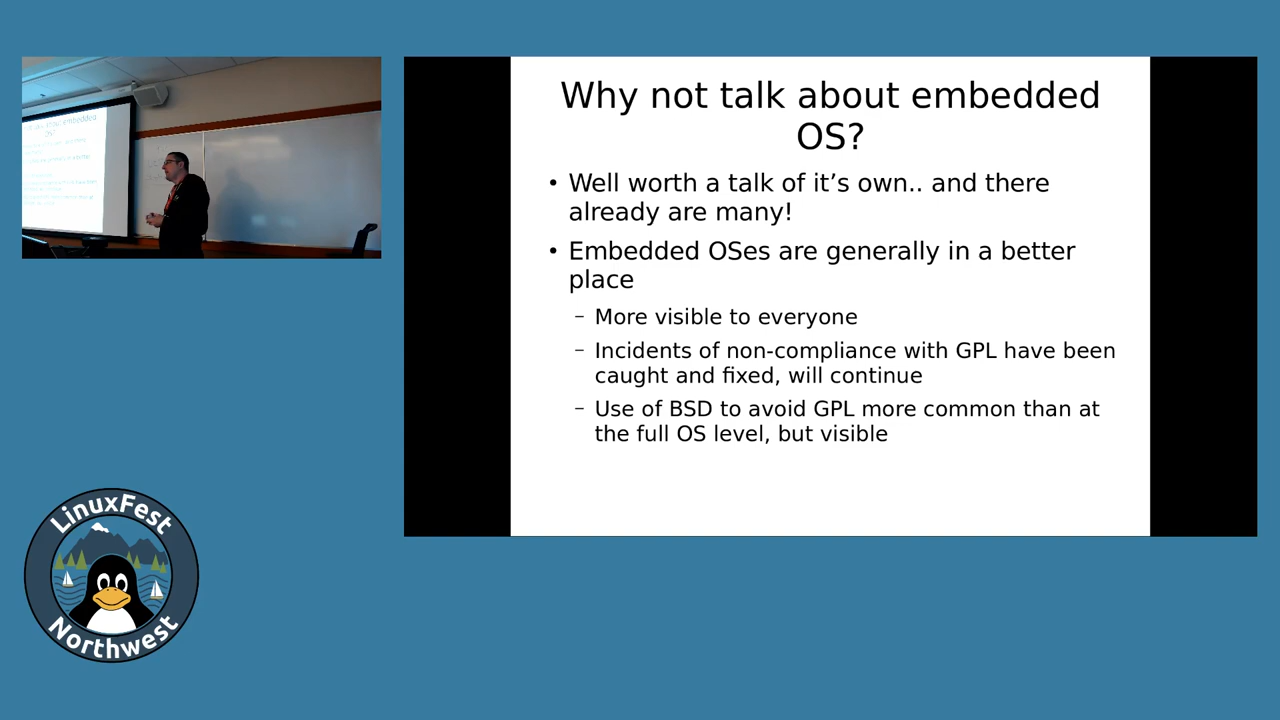 Why not talk about embedded
OS?
• Well worth a talk of it’s own.. and there
already are many!
• Embedded OSes are generally in a better
place
– More visible to everyone
– Incidents of non-compliance with GPL have been
caught and fixed, will continue
– Use of BSD to avoid GPL more common than at
the full OS level, but visible
LinuxFest
Northwest